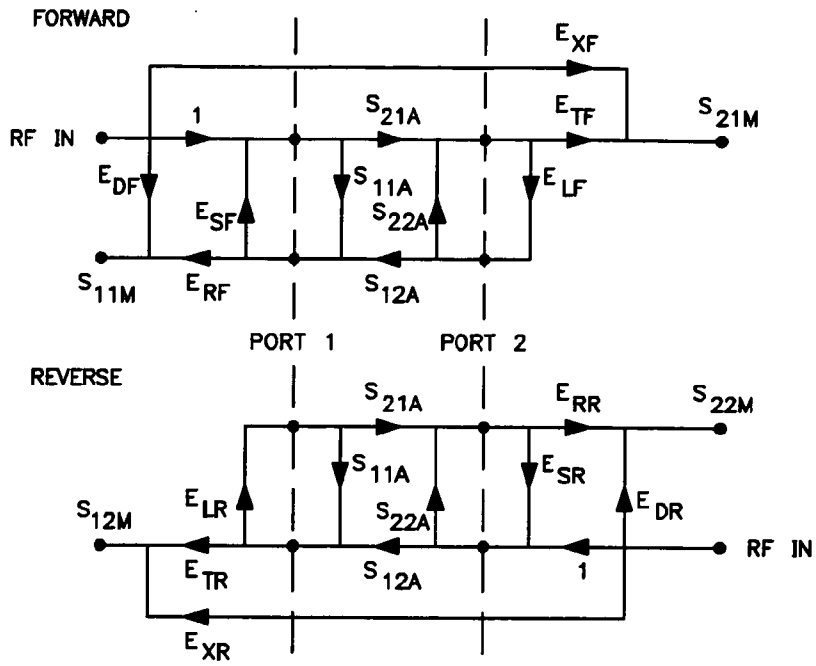 FORWARD
E_XF
1 S_21A E_TF S_21M
RF IN
E_DF E_SF S_11A S_22A E_LF
S_11M E_RF S_12A
PORT 1 PORT 2
REVERSE
S_21A E_RR S_22M
S_11A E_SR
S_12M E_LR S_22A E_DR
RF IN
E_TR S_12A 1
E_XR